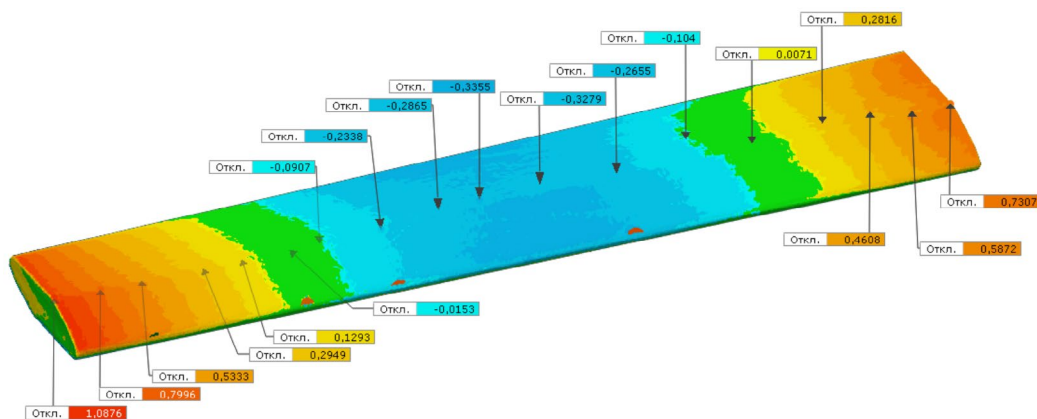 Откл. 0,2816
Откл. -0,104
Откл. 0,0071
Откл. -0,2655
Откл. -0,3355
Откл. -0,3279
Откл. -0,2865
Откл. -0,2338
Откл. -0,0907
Откл. 0,7307
Откл. 0,4608
Откл. 0,5872
Откл. -0,0153
Откл. 0,1293
Откл. 0,2949
Откл. 0,5333
Откл. 0,7996
Откл. 1,0876